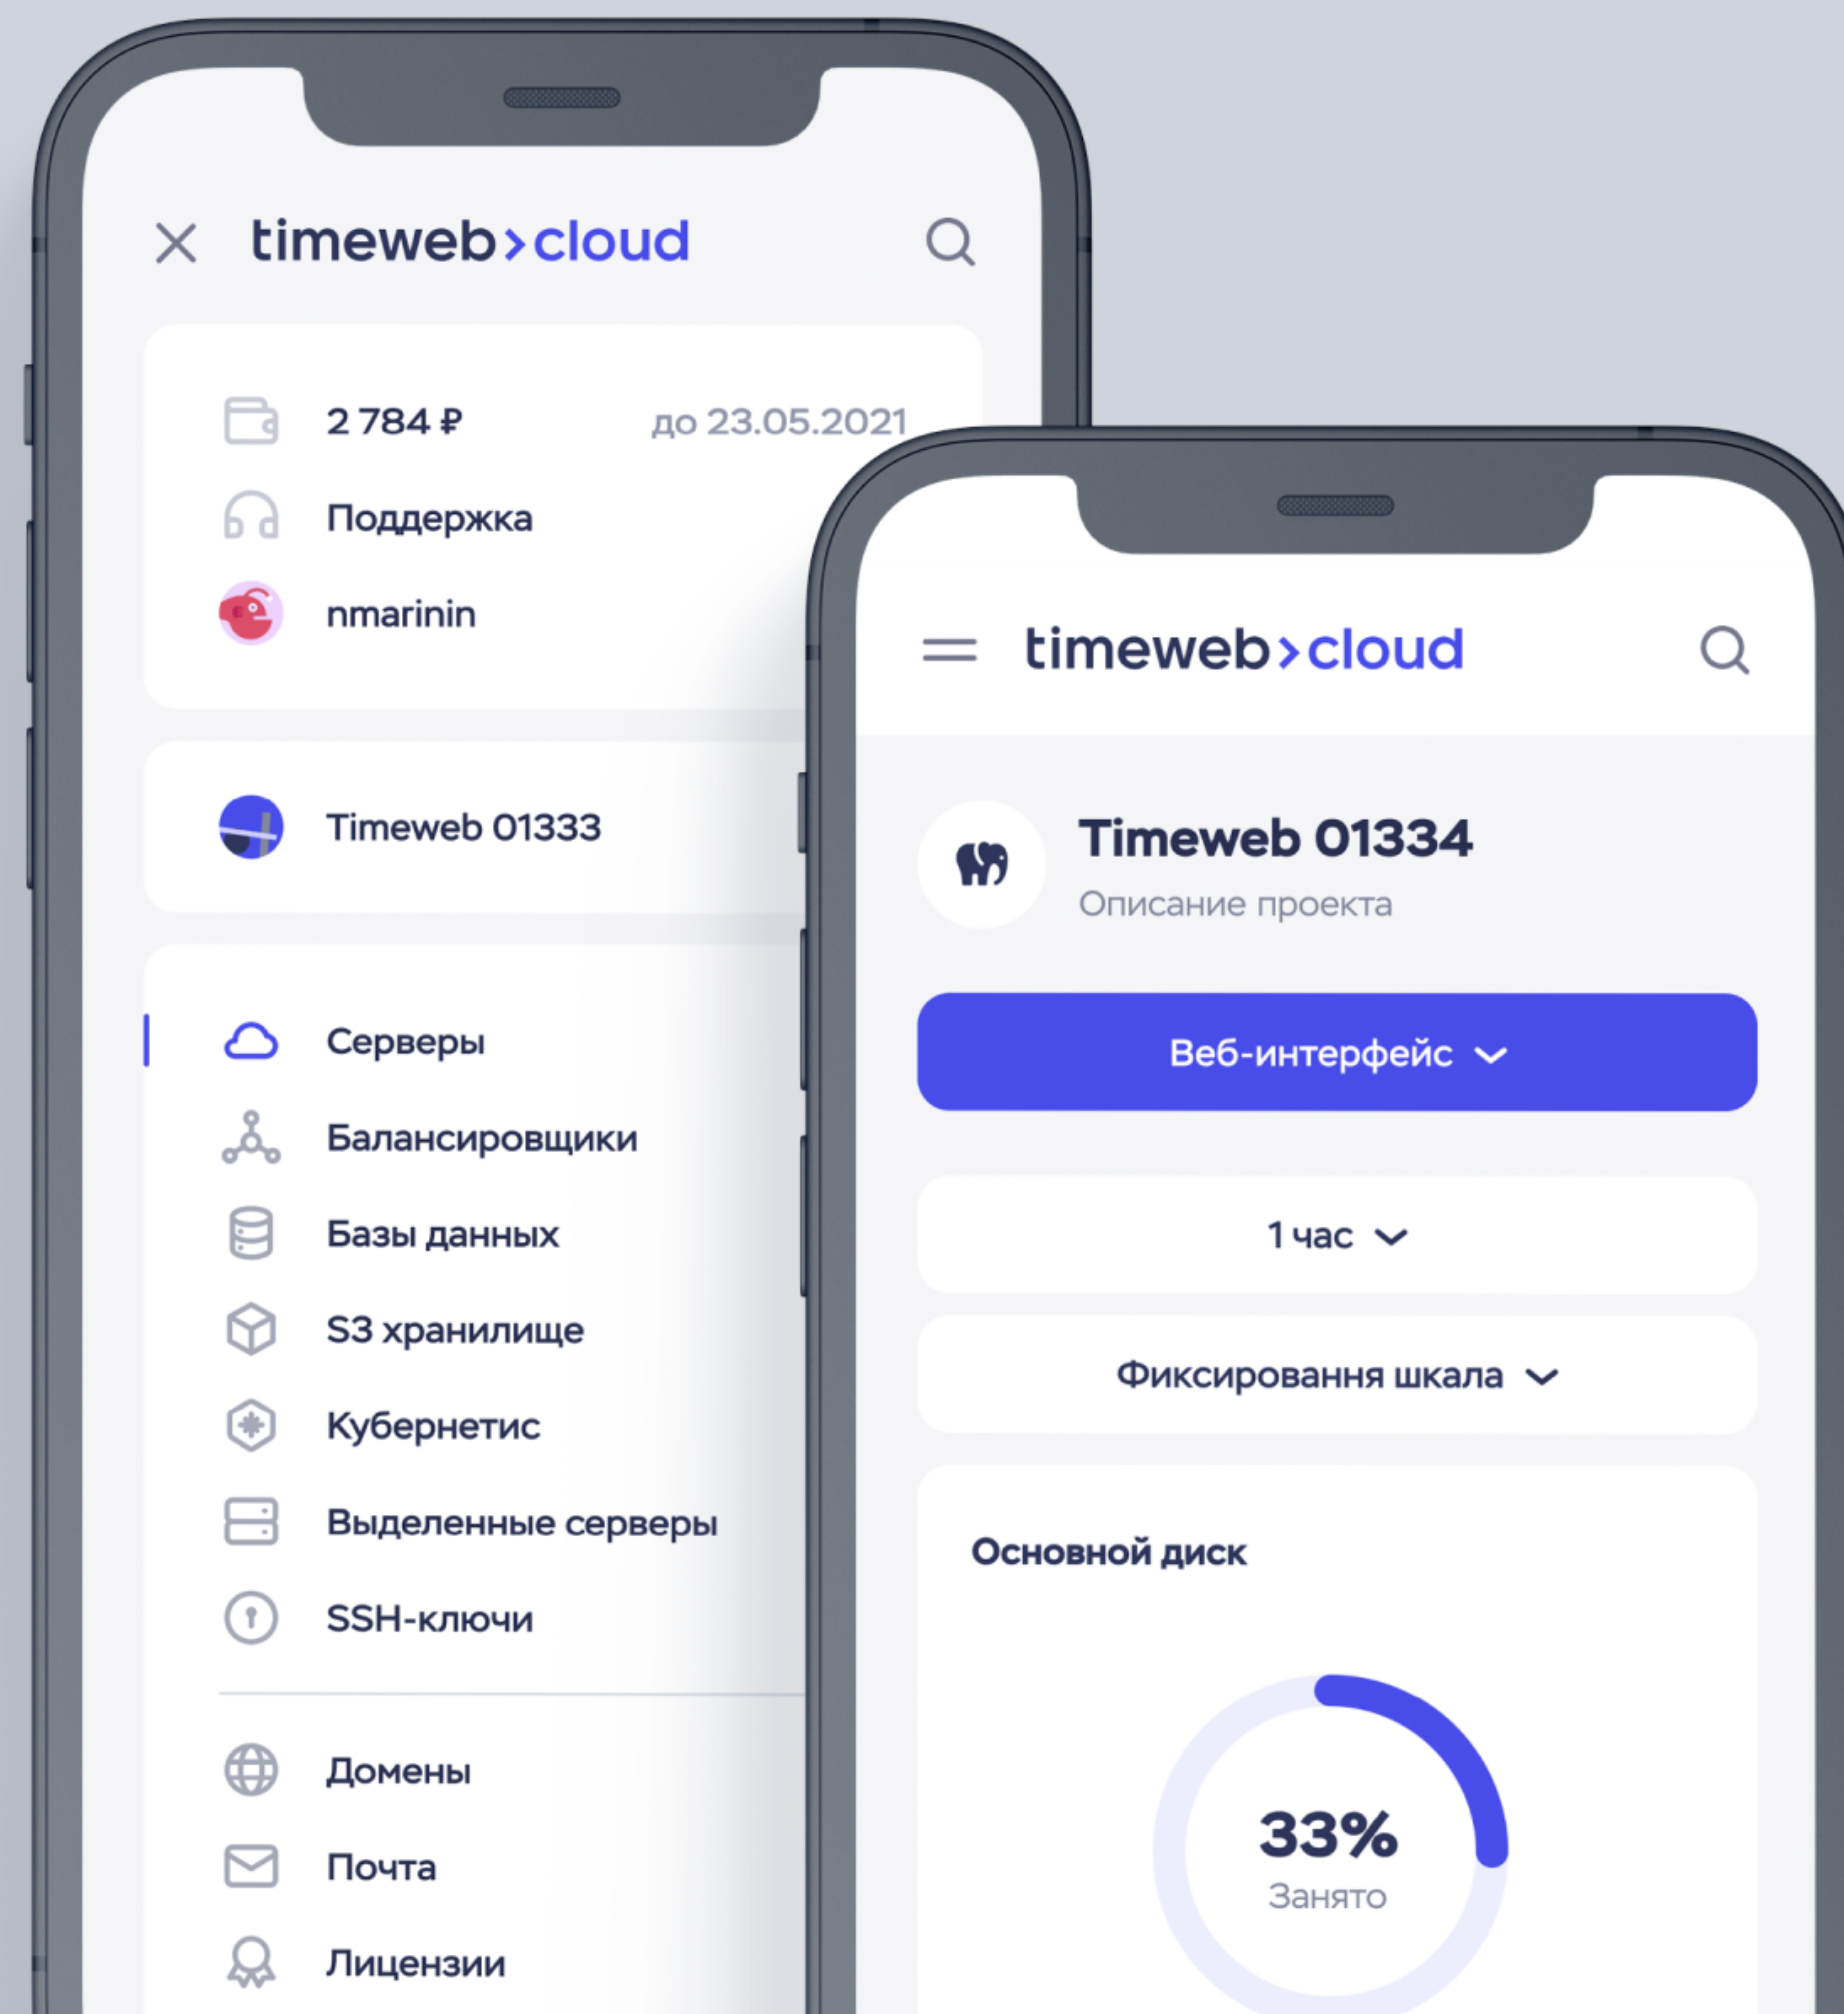 timeweb>cloud
2 784 ₽
до 23.05.2021
Поддержка
nmarinin
Timeweb 01333
Серверы
Балансировщики
Базы данных
S3 хранилище
Кубернетис
Выделенные серверы
SSH-ключи
Домены
Почта
Лицензии
timeweb>cloud
Timeweb 01334
Описание проекта
Веб-интерфейс
1 час
Фиксировання шкала
Основной диск
33%
Занято